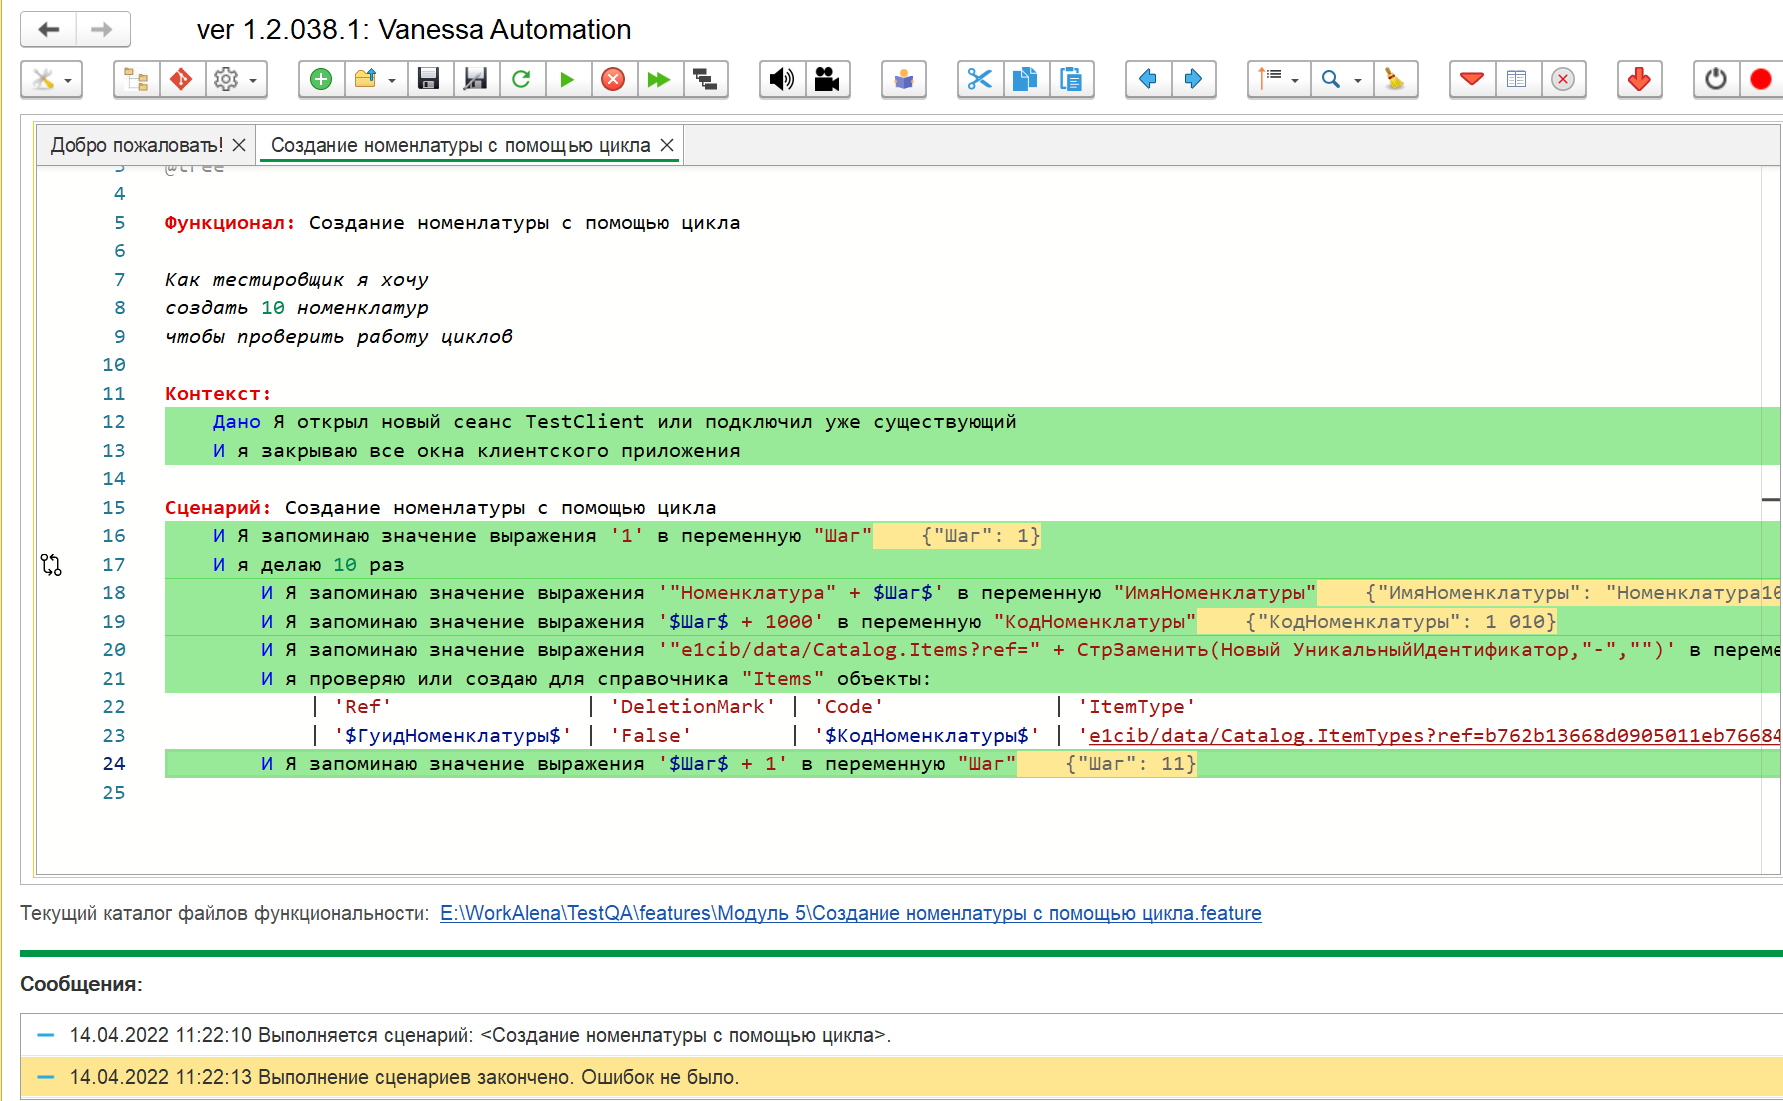 ver 1.2.038.1: Vanessa Automation
Добро пожаловать!
Создание номенлатуры с помощью цикла
3 @tree
4
5 Функционал: Создание номенлатуры с помощью цикла
6
7 Как тестировщик я хочу
8 создать 10 номенклатур
9 чтобы проверить работу циклов
10
11 Контекст:
12 Дано Я открыл новый сеанс TestClient или подключил уже существующий
13 И я закрываю все окна клиентского приложения
14
15 Сценарий: Создание номенлатуры с помощью цикла
16 И Я запоминаю значение выражения '1' в переменную "Шаг" {"Шаг": 1}
17 И я делаю 10 раз
18 И Я запоминаю значение выражения '"Номенклатура" + $Шаг$' в переменную "ИмяНоменклатуры" {"ИмяНоменклатуры": "Номенклатура10
19 И Я запоминаю значение выражения '$Шаг$ + 1000' в переменную "КодНоменклатуры" {"КодНоменклатуры": 1 010}
20 И Я запоминаю значение выражения '"e1cib/data/Catalog.Items?ref=" + СтрЗаменить(Новый УникальныйИдентификатор,"-","")' в переме
21 И я проверяю или создаю для справочника "Items" объекты:
22 | 'Ref' | 'DeletionMark' | 'Code' | 'ItemType'
23 | '$ГуидНоменклатуры$' | 'False' | '$КодНоменклатуры$' | 'e1cib/data/Catalog.ItemTypes?ref=b762b13668d0905011eb76684
24 И Я запоминаю значение выражения '$Шаг$ + 1' в переменную "Шаг" {"Шаг": 11}
25
Текущий каталог файлов функциональности: E:\WorkAlena\TestQA\features\Модуль 5\Создание номенлатуры с помощью цикла.feature
Сообщения:
14.04.2022 11:22:10 Выполняется сценарий: <Создание номенлатуры с помощью цикла>.
14.04.2022 11:22:13 Выполнение сценариев закончено. Ошибок не было.